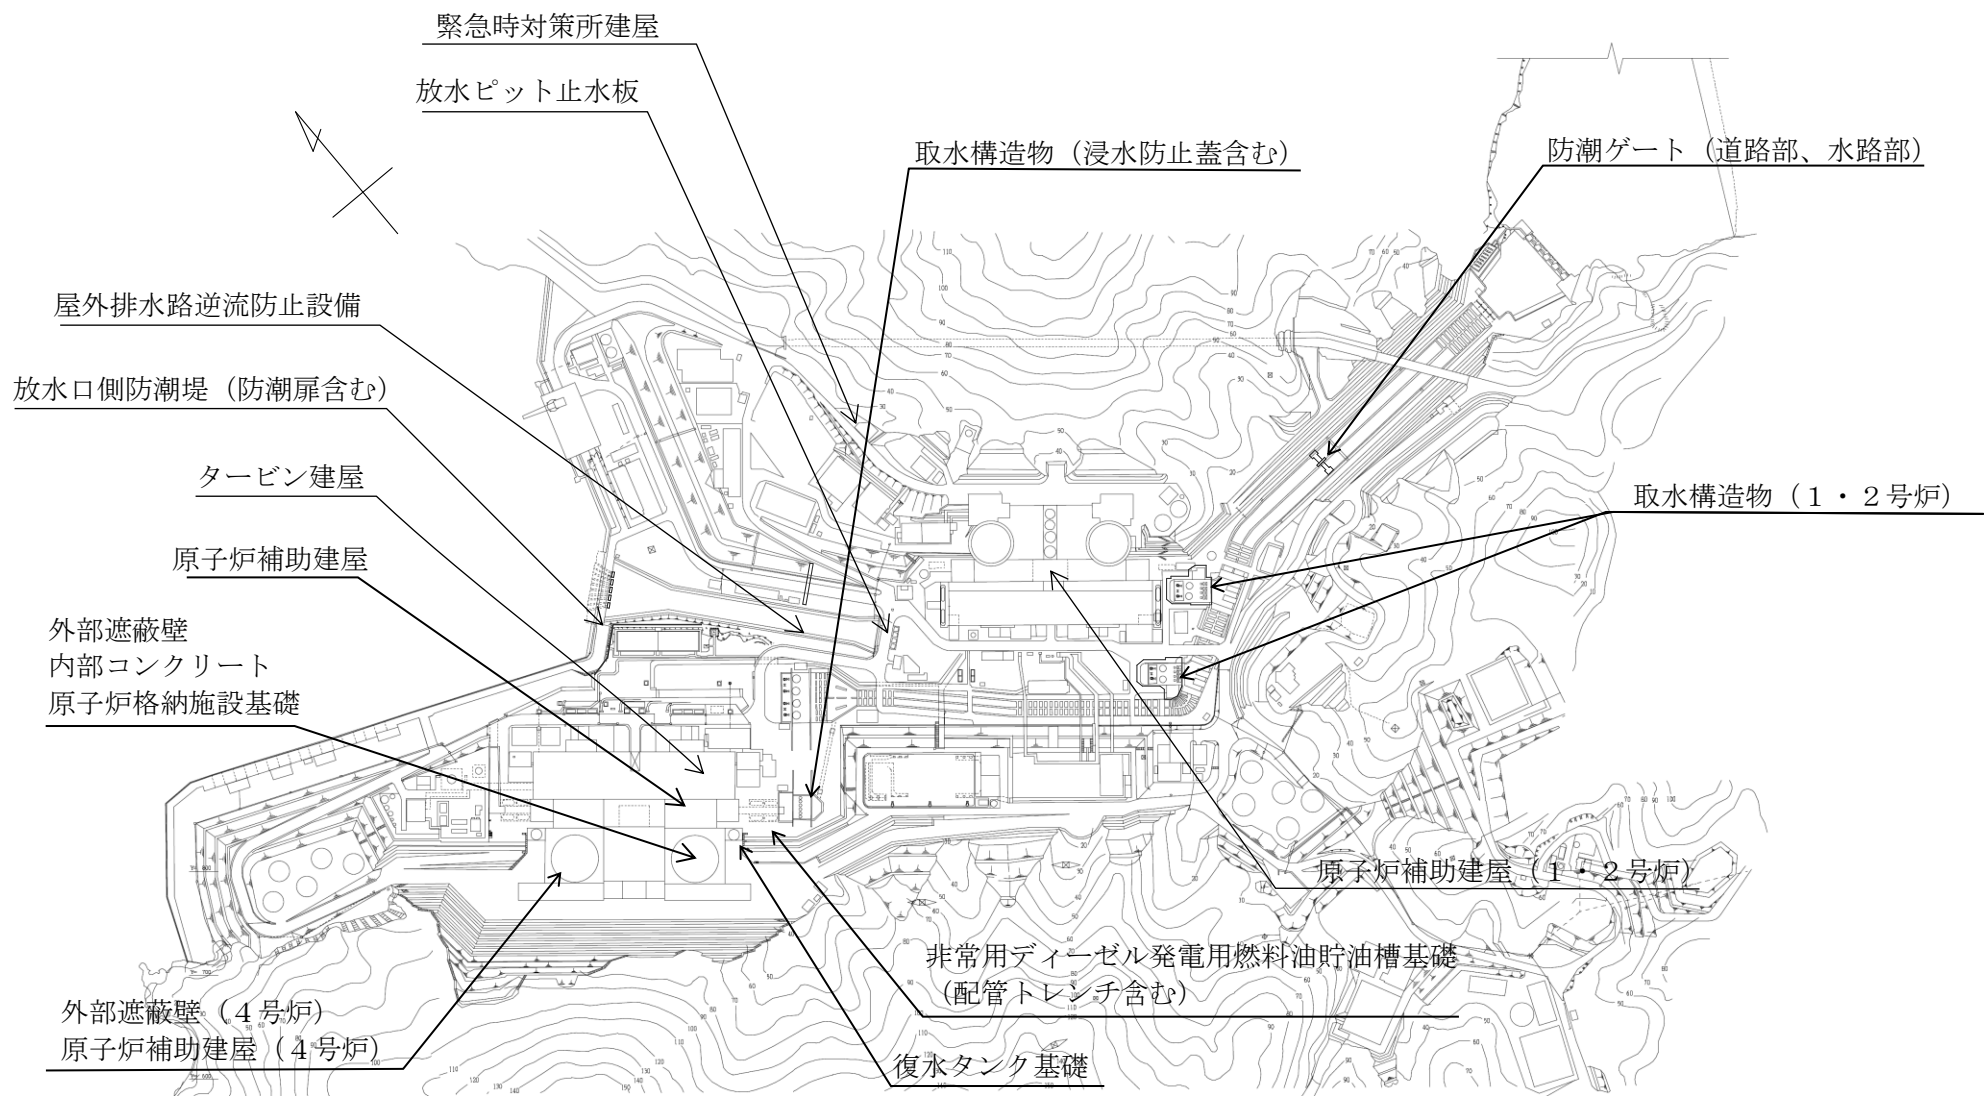 緊急時対策所建屋
放水ピット止水板
取水構造物（浸水防止蓋含む）
防潮ゲート（道路部、水路部）
屋外排水路逆流防止設備
放水口側防潮堤（防潮扉含む）
タービン建屋
取水構造物（１・２号炉）
原子炉補助建屋
外部遮蔽壁
内部コンクリート
原子炉格納施設基礎
原子炉補助建屋（１・２号炉）
非常用ディーゼル発電用燃料油貯油槽基礎
（配管トレンチ含む）
外部遮蔽壁（４号炉）
原子炉補助建屋（４号炉）
復水タンク基礎